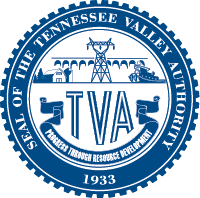 SEAL OF THE TENNESSEE VALLEY AUTHORITY
TVA
PROGRESS THROUGH RESOURCE DEVELOPMENT
1933